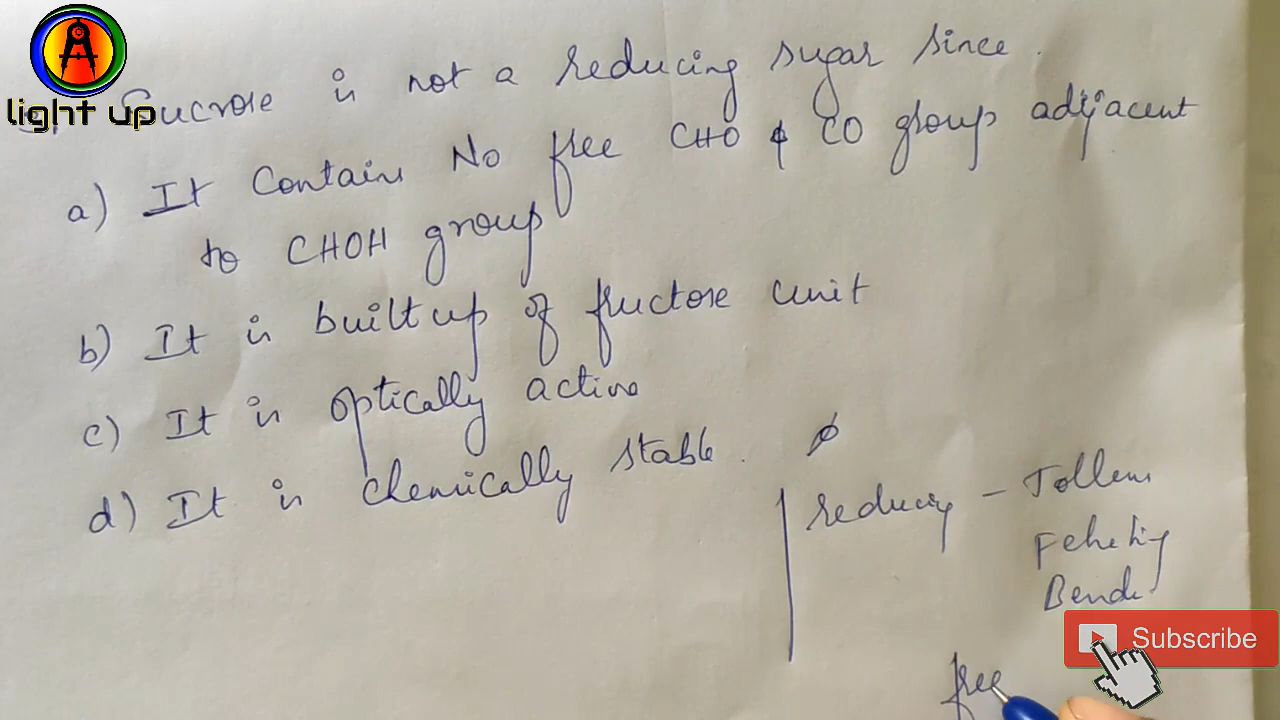 light up
Sucrose is not a reducing sugar since.
a) It Contains No free CHO & CO group adjacent
to CHOH group
b) It is built up of fructose unit
c) It is optically active
d) It is chemically stable.
reducing - Tollens
free
Subscribe